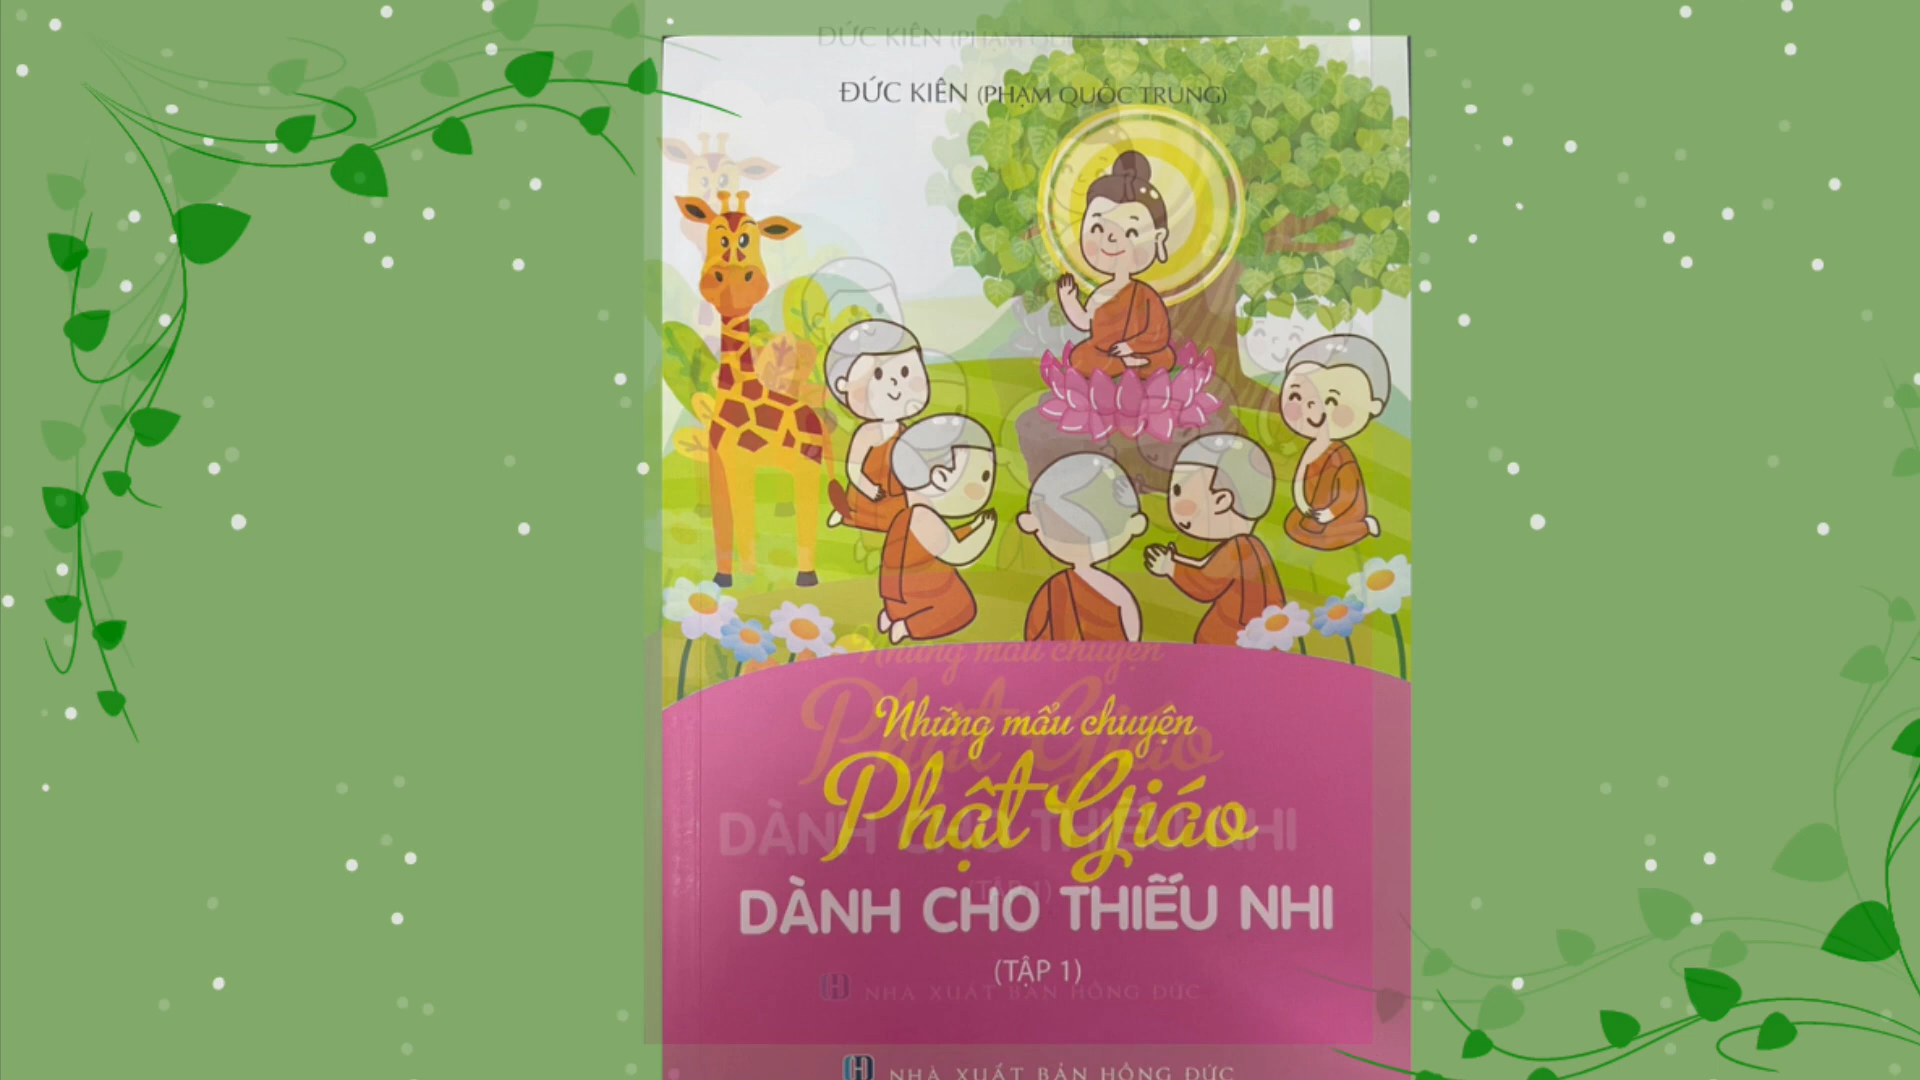 ĐỨC KIÊN (PHẠM QUỐC TRUNG)
Những mẩu chuyện
Phật Giáo
DÀNH CHO THIẾU NHI
(TẬP 1)
NHÀ XUẤT BẢN HỒNG ĐỨC